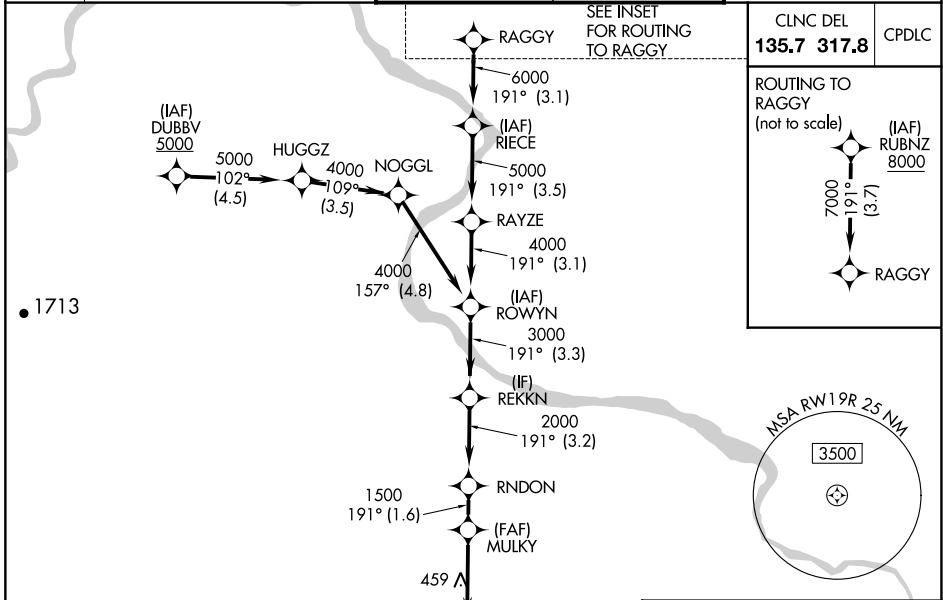 SEE INSET
FOR ROUTING
TO RAGGY
RAGGY
6000
191° (3.1)
(IAF)
RIECE
5000
191° (3.5)
RAYZE
4000
191° (3.1)
(IAF)
DUBBV
5000
5000
102°
(4.5)
HUGGZ
4000
109°
(3.5)
NOGGL
4000
157° (4.8)
(IAF)
ROWYN
3000
191° (3.3)
(IF)
REKKN
2000
191° (3.2)
RNDON
1500
191° (1.6)
(FAF)
MULKY
459
1713
CLNC DEL
135.7 317.8
CPDLC
ROUTING TO
RAGGY
(not to scale)
(IAF)
RUBNZ
8000
7000
191°
(3.7)
RAGGY
MSA RW19R 25 NM
3500